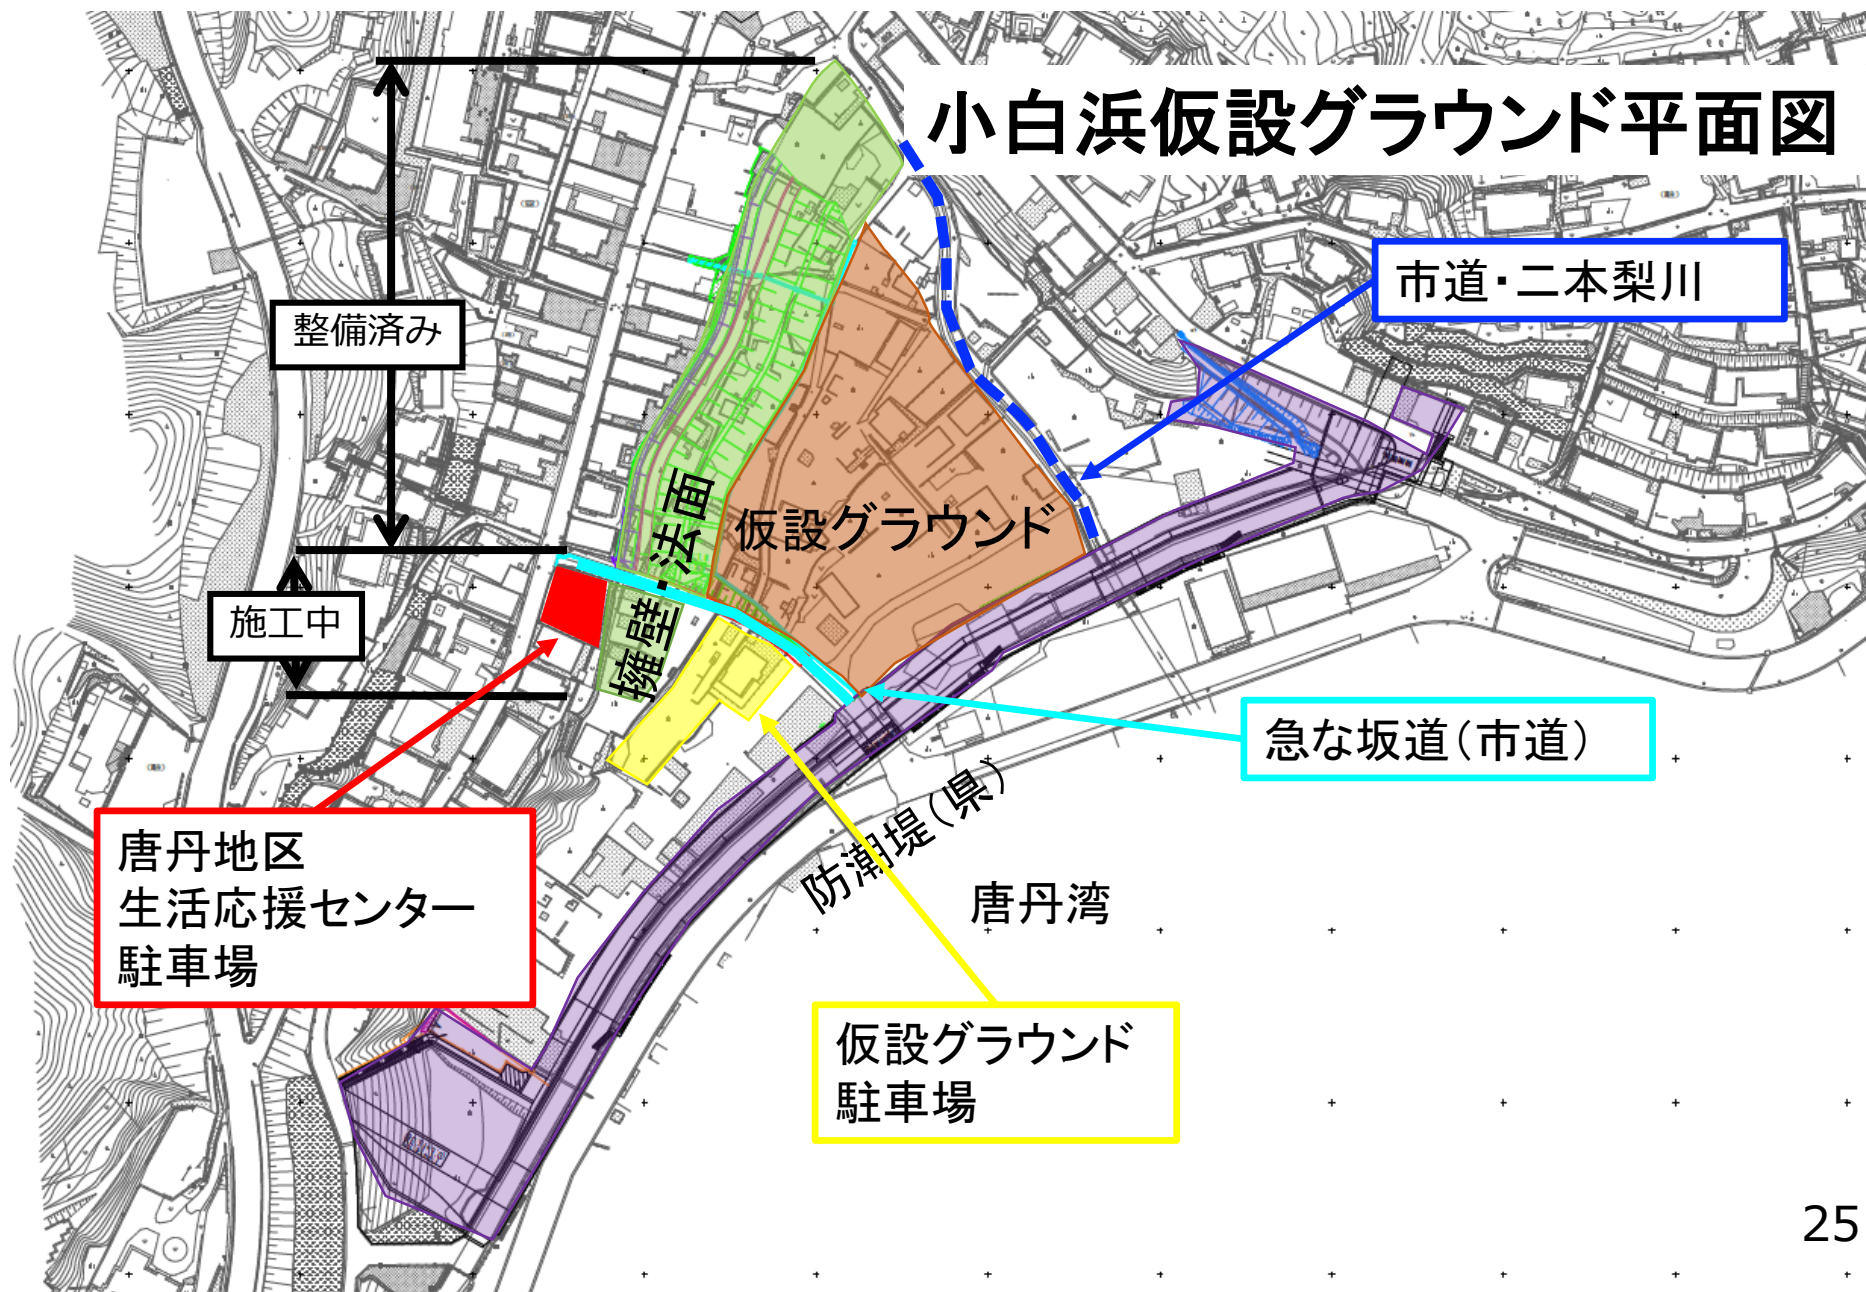 小白浜仮設グラウンド平面図
市道・二本梨川
整備済み
擁壁・法面
仮設グラウンド
施工中
急な坂道（市道）
防潮堤（県）
唐丹地区
生活応援センター
駐車場
唐丹湾
仮設グラウンド
駐車場
25